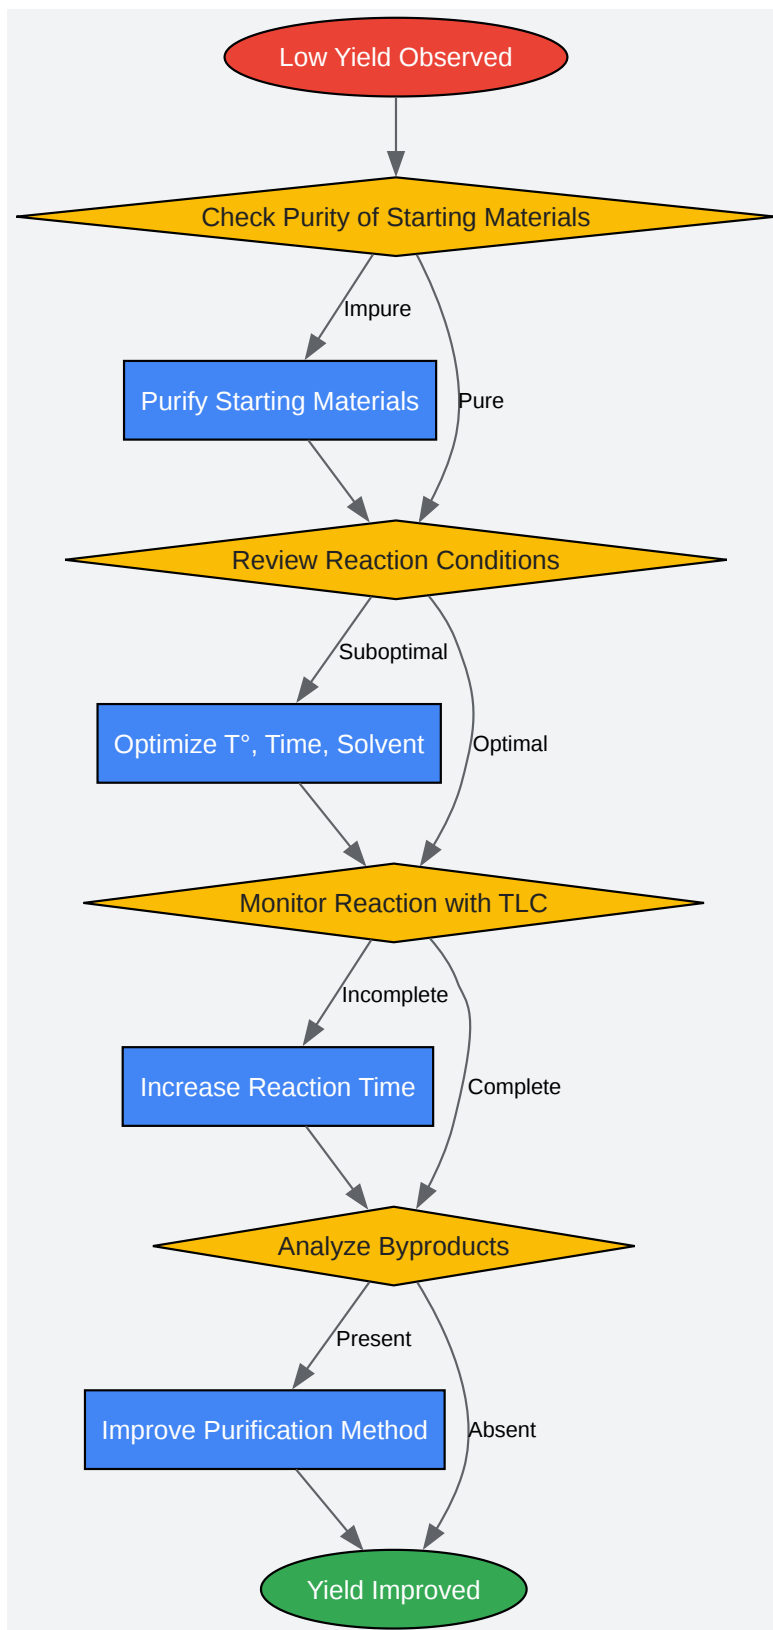 Low Yield Observed
Check Purity of Starting Materials
Impure
Purify Starting Materials
Pure
Review Reaction Conditions
Suboptimal
Optimize T°, Time, Solvent
Optimal
Monitor Reaction with TLC
Incomplete
Increase Reaction Time
Complete
Analyze Byproducts
Present
Improve Purification Method
Absent
Yield Improved